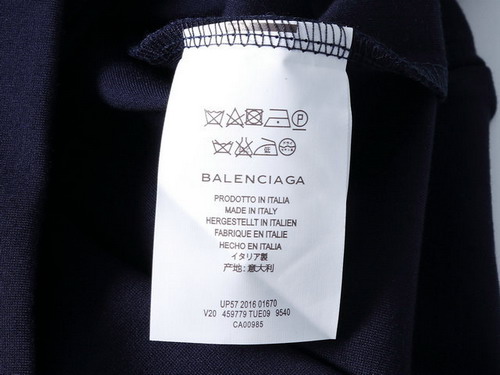 P
BALENCIAGA
PRODOTTO IN ITALIA
MADE IN ITALY
HERGESTELLT IN ITALIEN
FABRIQUE EN ITALIE
HECHO EN ITALIA
イタリア製
产地: 意大利
UP57 2016 01670
V20 459779 TUE09 9540
CA00985